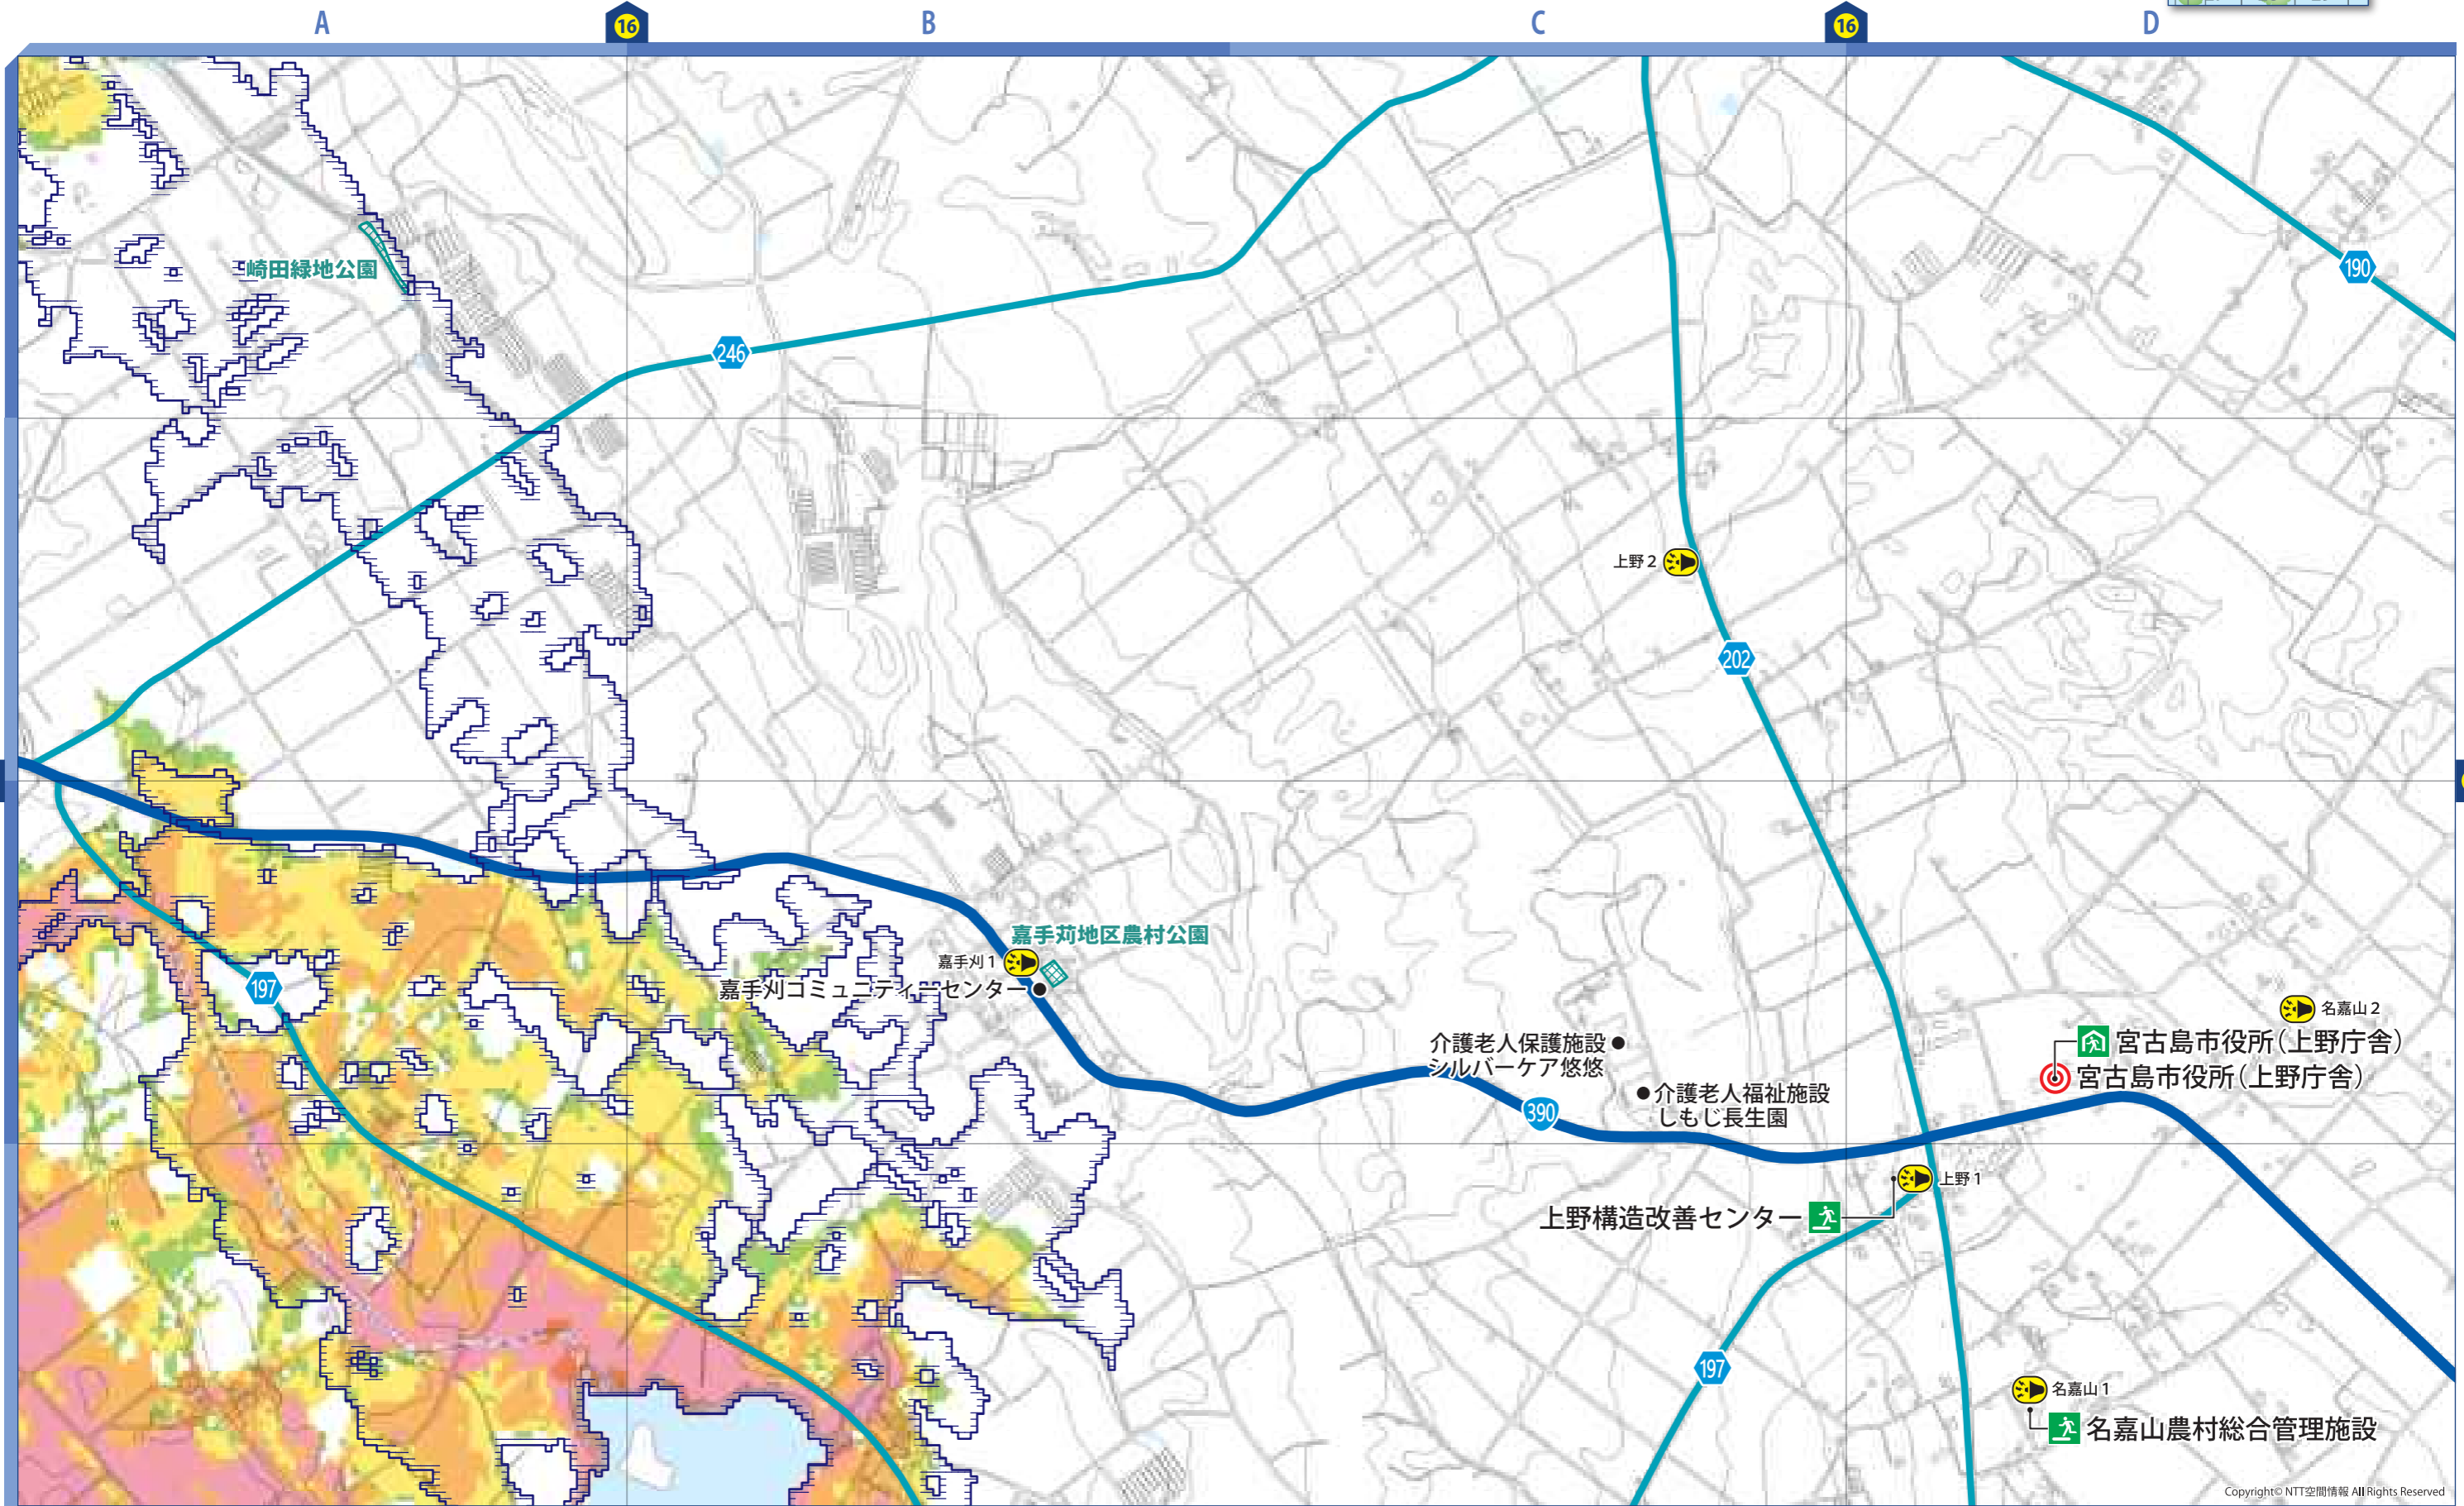 A
16
B
C
16
D
崎田緑地公園
246
190
上野2
202
嘉手苅地区農村公園
嘉手刈1
嘉手刈コミュニティーセンター
197
名嘉山2
介護老人保護施設
シルバーケア悠悠
宮古島市役所(上野庁舎)
宮古島市役所(上野庁舎)
介護老人福祉施設
しもじ長生園
390
上野1
上野構造改善センター
197
名嘉山1
名嘉山農村総合管理施設
Copyright© NTT空間情報 All Rights Reserved